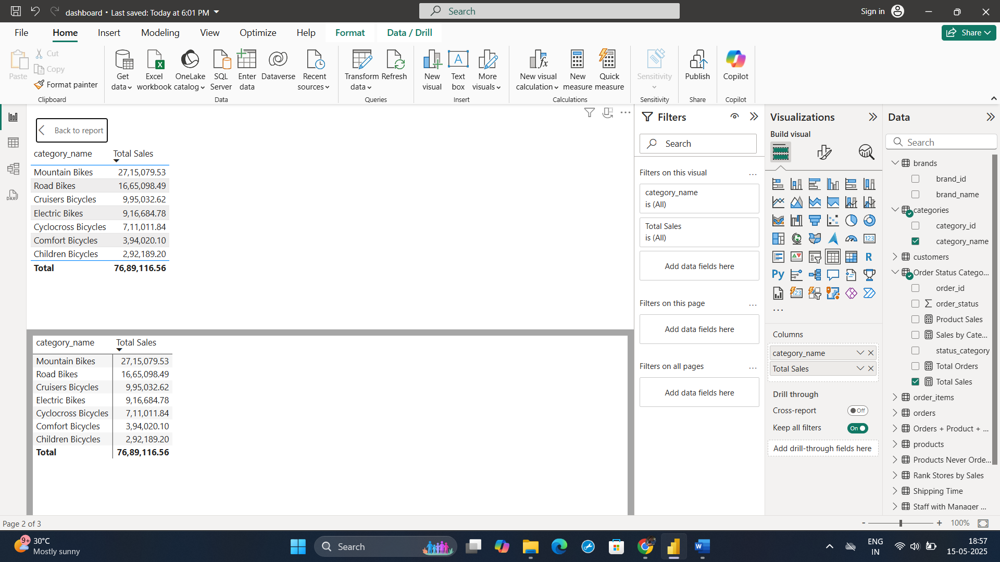 dashboard • Last saved: Today at 6:01 PM
Search
Sign in
File
Home
Insert
Modeling
View
Optimize
Help
Format
Data / Drill
Share
Paste
Cut
Copy
Format painter
Clipboard
Get data
Excel workbook
OneLake catalog
SQL Server
Enter data
Dataverse
Recent sources
Data
Transform data
Refresh
Queries
New visual
Text box
More visuals
Insert
New visual calculation
New measure
Quick measure
Calculations
Sensitivity
Sensitivity
Publish
Share
Copilot
Copilot
Back to report
category_name Total Sales
Mountain Bikes 27,15,079.53
Road Bikes 16,65,098.49
Cruisers Bicycles 9,95,032.62
Electric Bikes 9,16,684.78
Cyclocross Bicycles 7,11,011.84
Comfort Bicycles 3,94,020.10
Children Bicycles 2,92,189.20
Total 76,89,116.56
category_name Total Sales
Mountain Bikes 27,15,079.53
Road Bikes 16,65,098.49
Cruisers Bicycles 9,95,032.62
Electric Bikes 9,16,684.78
Cyclocross Bicycles 7,11,011.84
Comfort Bicycles 3,94,020.10
Children Bicycles 2,92,189.20
Total 76,89,116.56
Filters
Search
Filters on this visual
category_name
is (All)
Total Sales
is (All)
Add data fields here
Filters on this page
Add data fields here
Filters on all pages
Add data fields here
Visualizations
Build visual
123
R
Py
123
Columns
category_name
Total Sales
Drill through
Cross-report Off
Keep all filters On
Add drill-through fields here
Data
Search
brands
brand_id
brand_name
categories
category_id
category_name
customers
Order Status Catego...
order_id
order_status
Product Sales
Sales by Cate...
status_category
Total Orders
Total Sales
order_items
orders
Orders + Product + ...
products
Products Never Orde...
Rank Stores by Sales
Shipping Time
Staff with Manager ...
DAX
Page 2 of 3
- + 100%
9+
30°C
Mostly sunny
Search
W
ENG
IN
18:57
15-05-2025